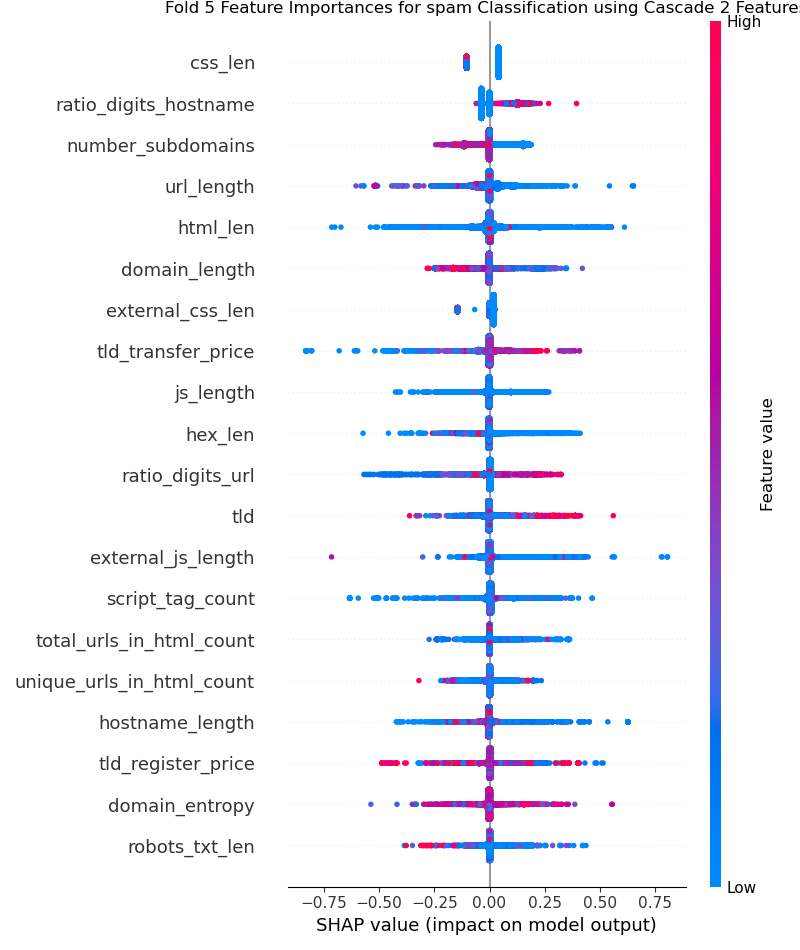 Fold 5 Feature Importances for spam Classification using Cascade 2 Features
High
css_len
ratio_digits_hostname
number_subdomains
url_length
html_len
domain_length
external_css_len
tld_transfer_price
js_length
hex_len
ratio_digits_url
tld
external_js_length
script_tag_count
total_urls_in_html_count
unique_urls_in_html_count
hostname_length
tld_register_price
domain_entropy
robots_txt_len
Feature value
Low
−0.75 −0.50 −0.25 0.00 0.25 0.50 0.75
SHAP value (impact on model output)